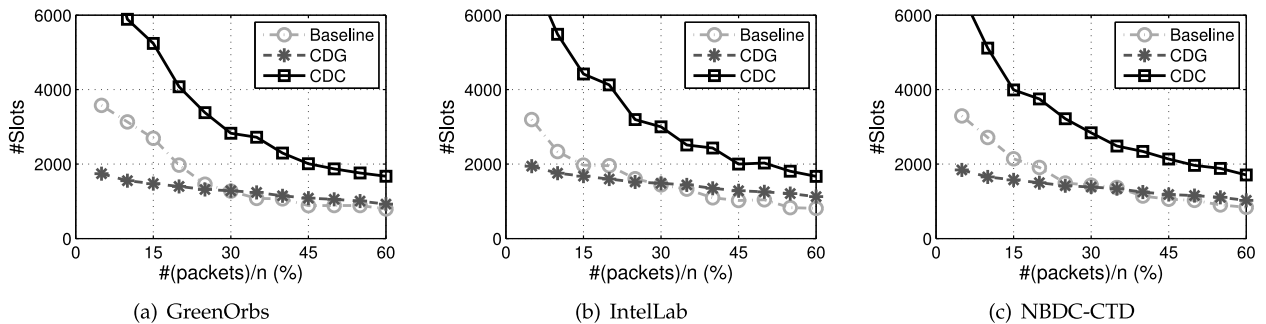 6000
4000
2000
0
#Slots
Baseline
CDG
CDC
0 15 30 45 60
#(packets)/n (%)
(a) GreenOrbs
6000
4000
2000
0
#Slots
Baseline
CDG
CDC
0 15 30 45 60
#(packets)/n (%)
(b) IntelLab
6000
4000
2000
0
#Slots
Baseline
CDG
CDC
0 15 30 45 60
#(packets)/n (%)
(c) NBDC-CTD